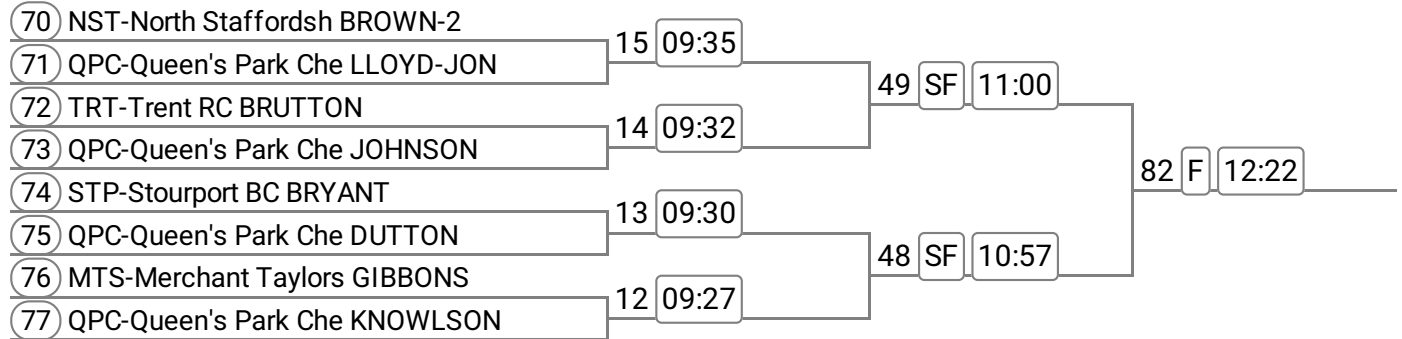 70 NST-North Staffordsh BROWN-2
15 09:35
71 QPC-Queen's Park Che LLOYD-JON
49 SF 11:00
72 TRT-Trent RC BRUTTON
14 09:32
73 QPC-Queen's Park Che JOHNSON
82 F 12:22
74 STP-Stourport BC BRYANT
13 09:30
75 QPC-Queen's Park Che DUTTON
48 SF 10:57
76 MTS-Merchant Taylors GIBBONS
12 09:27
77 QPC-Queen's Park Che KNOWLSON